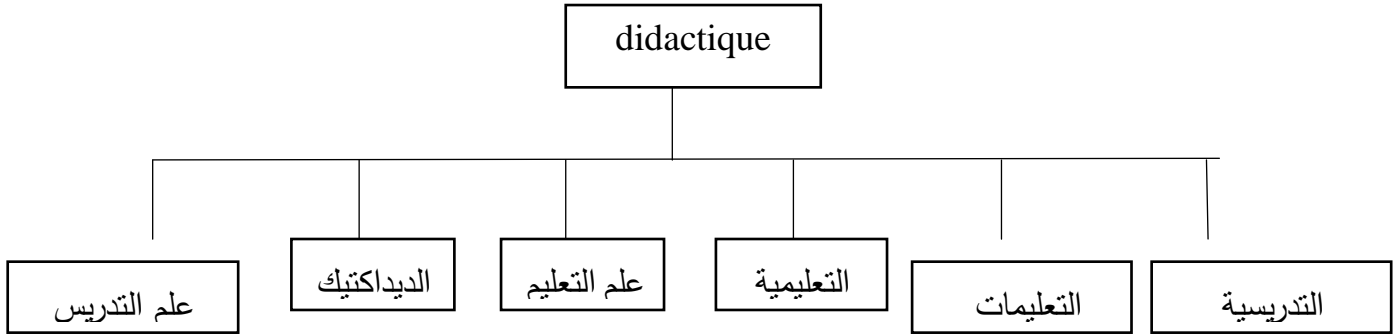 didactique
التدريسية
التعليمات
التعليمية
علم التعليم
الديداكتيك
علم التدريس